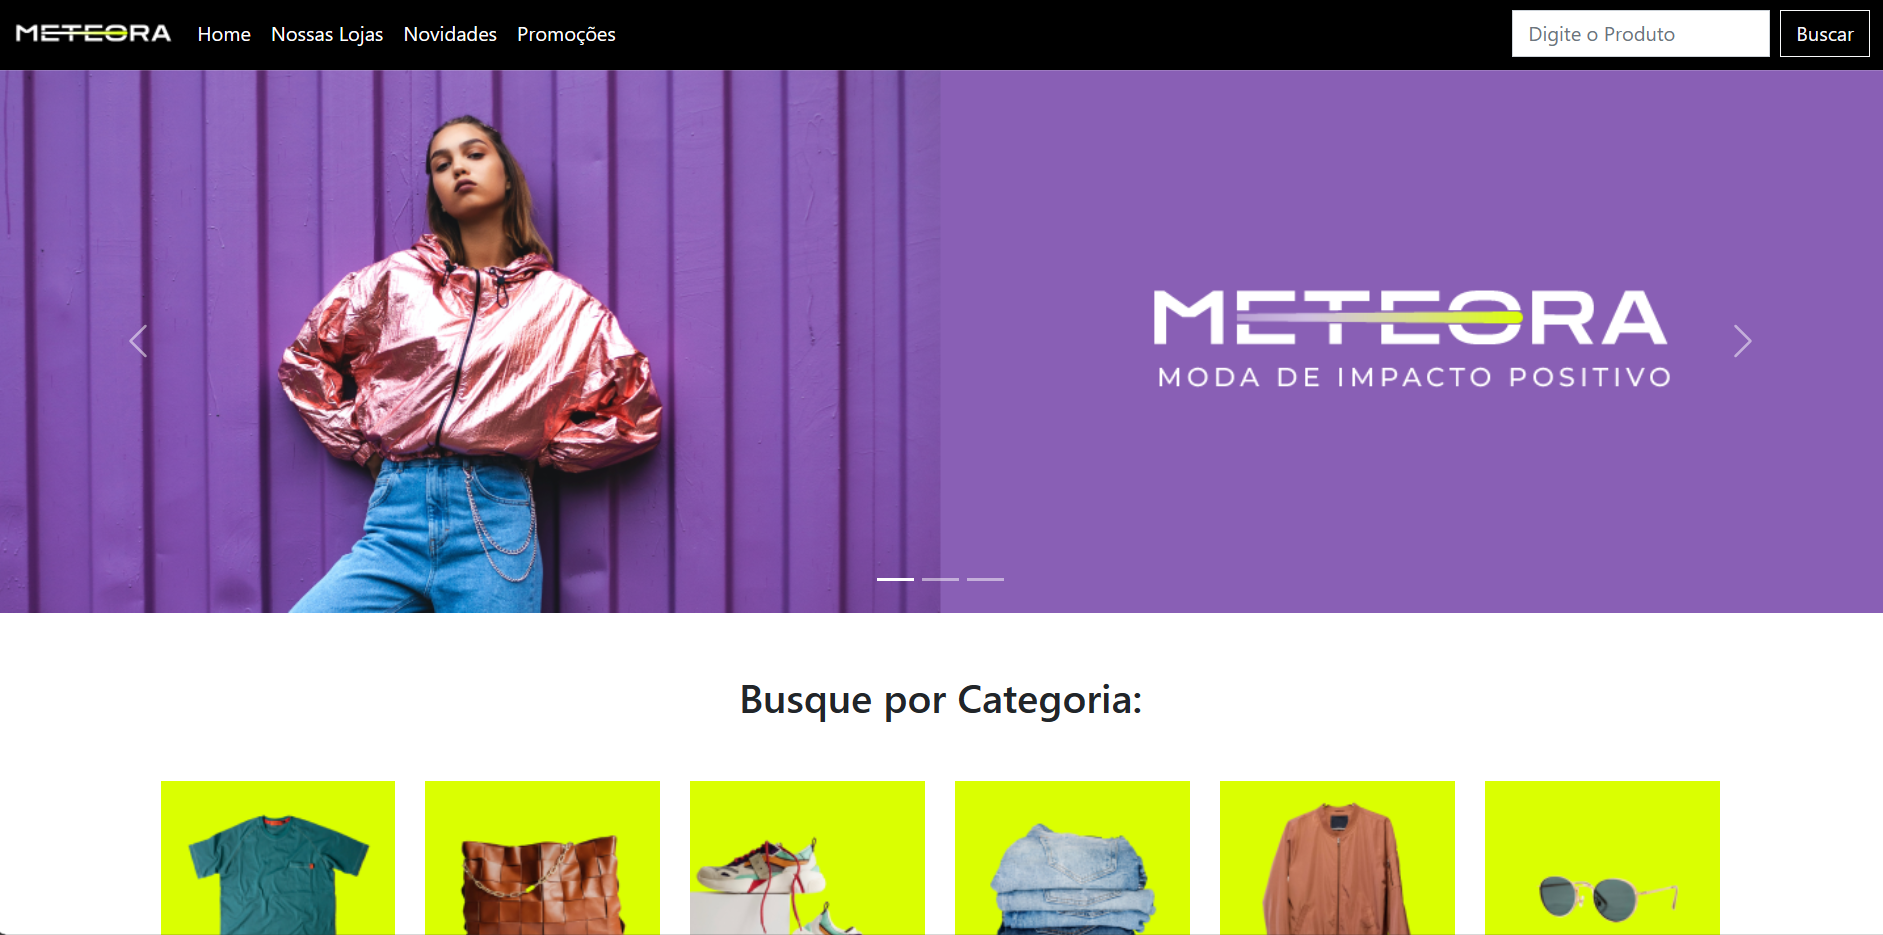 METEORA
Home
Nossas Lojas
Novidades
Promoções
Digite o Produto
Buscar
METEORA
MODA DE IMPACTO POSITIVO
Busque por Categoria: